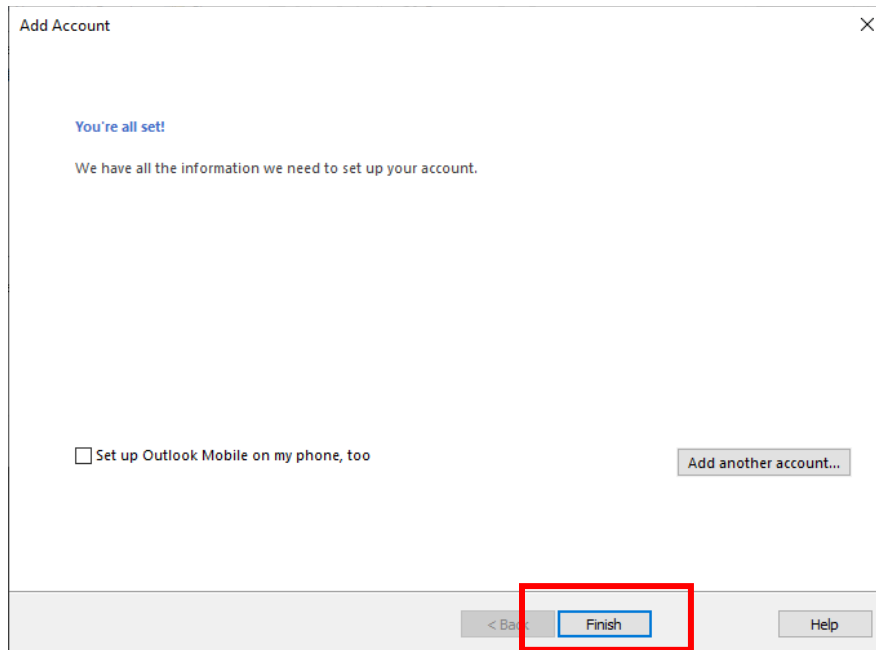 Add Account
You're all set!
We have all the information we need to set up your account.
Set up Outlook Mobile on my phone, too
Add another account...
< Back
Finish
Help